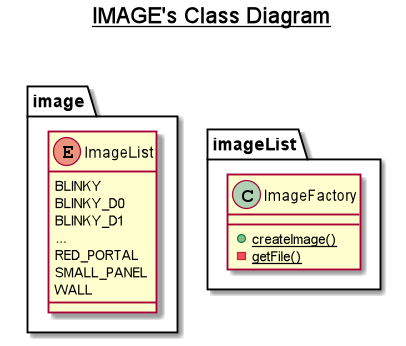 IMAGE's Class Diagram
image
E ImageList
BLINKY
BLINKY_D0
BLINKY_D1
...
RED_PORTAL
SMALL_PANEL
WALL
imageList
C ImageFactory
createImage()
getFile()